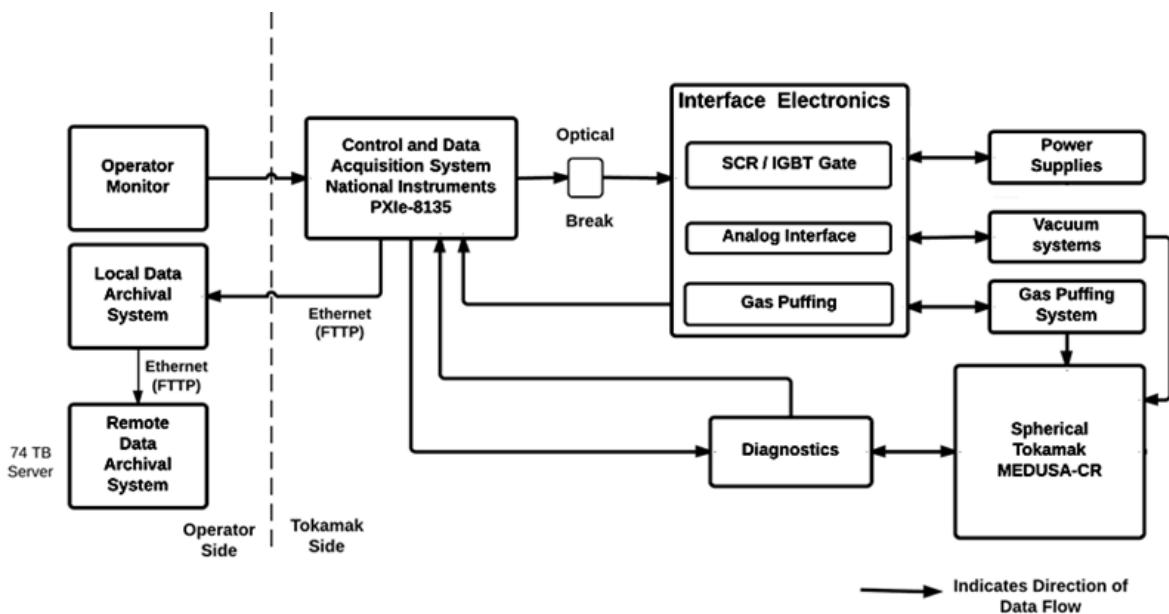 Operator
Monitor
Local Data
Archival
System
Ethernet
(FTTP)
Remote
Data
Archival
System
74 TB
Server
Operator
Side
Tokamak
Side
Control and Data
Acquisition System
National Instruments
PXIe-8135
Ethernet
(FTTP)
Optical
Break
Interface Electronics
SCR / IGBT Gate
Analog Interface
Gas Puffing
Power
Supplies
Vacuum
systems
Gas Puffing
System
Diagnostics
Spherical
Tokamak
MEDUSA-CR
Indicates Direction of
Data Flow